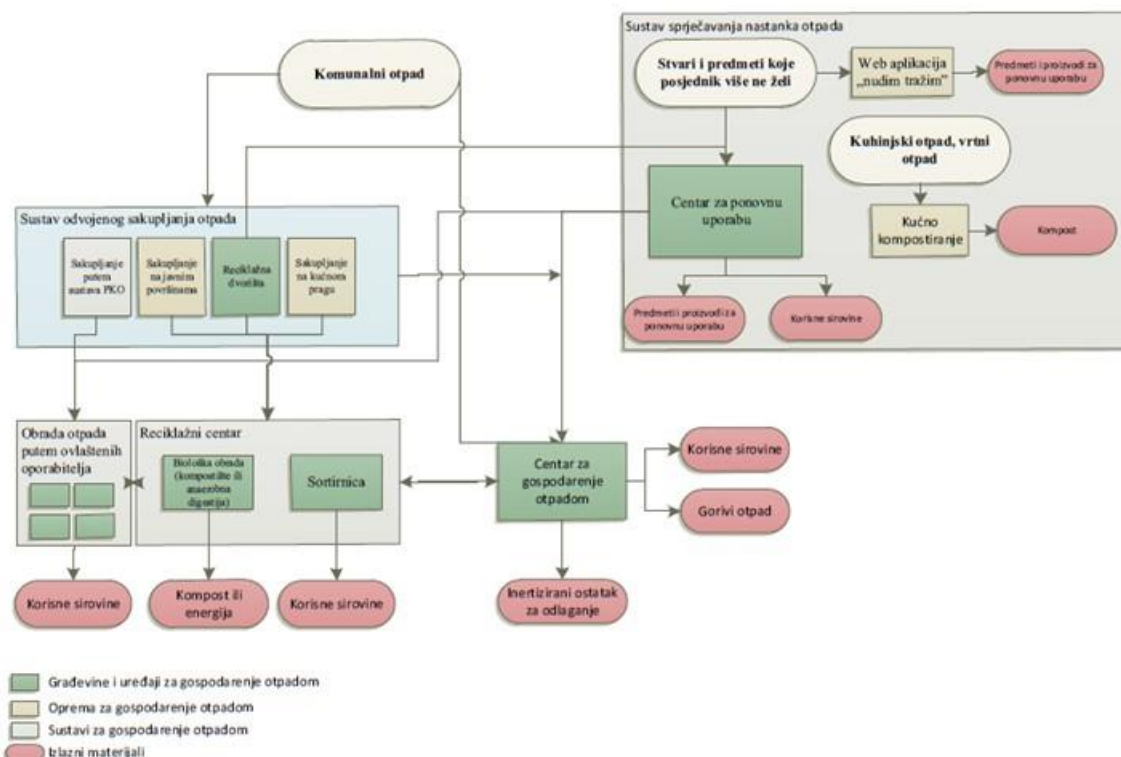 Sustav sprječavanja nastanka otpada
Komunalni otpad
Stvari i predmeti koje
posjednik više ne želi
Web aplikacija
„nudim tražim”
Predmeti i proizvodi za
ponovnu uporabu
Kuhinjski otpad, vrtni
otpad
Centar za ponovnu
uporabu
Kućno
kompostiranje
Kompost
Predmeti i proizvodi za
ponovnu uporabu
Korisne sirovine
Sustav odvojenog sakupljanja otpada
Sakupljanje
putem
sustava PKO
Sakupljanje
na javnim
površinama
Reciklažna
dvorišta
Sakupljanje
na kućnom
pragu
Obrada otpada
putem ovlaštenih
oporabitelja
Reciklažni centar
Biološka obrada
(kompostište ili
anaerobna
digestija)
Sortirnica
Centar za
gospodarenje
otpadom
Korisne sirovine
Gorivi otpad
Korisne sirovine
Kompost ili
energija
Korisne sirovine
Inertizirani ostatak
za odlaganje
Građevine i uređaji za gospodarenje otpadom
Oprema za gospodarenje otpadom
Sustavi za gospodarenje otpadom
Izlazni materijali